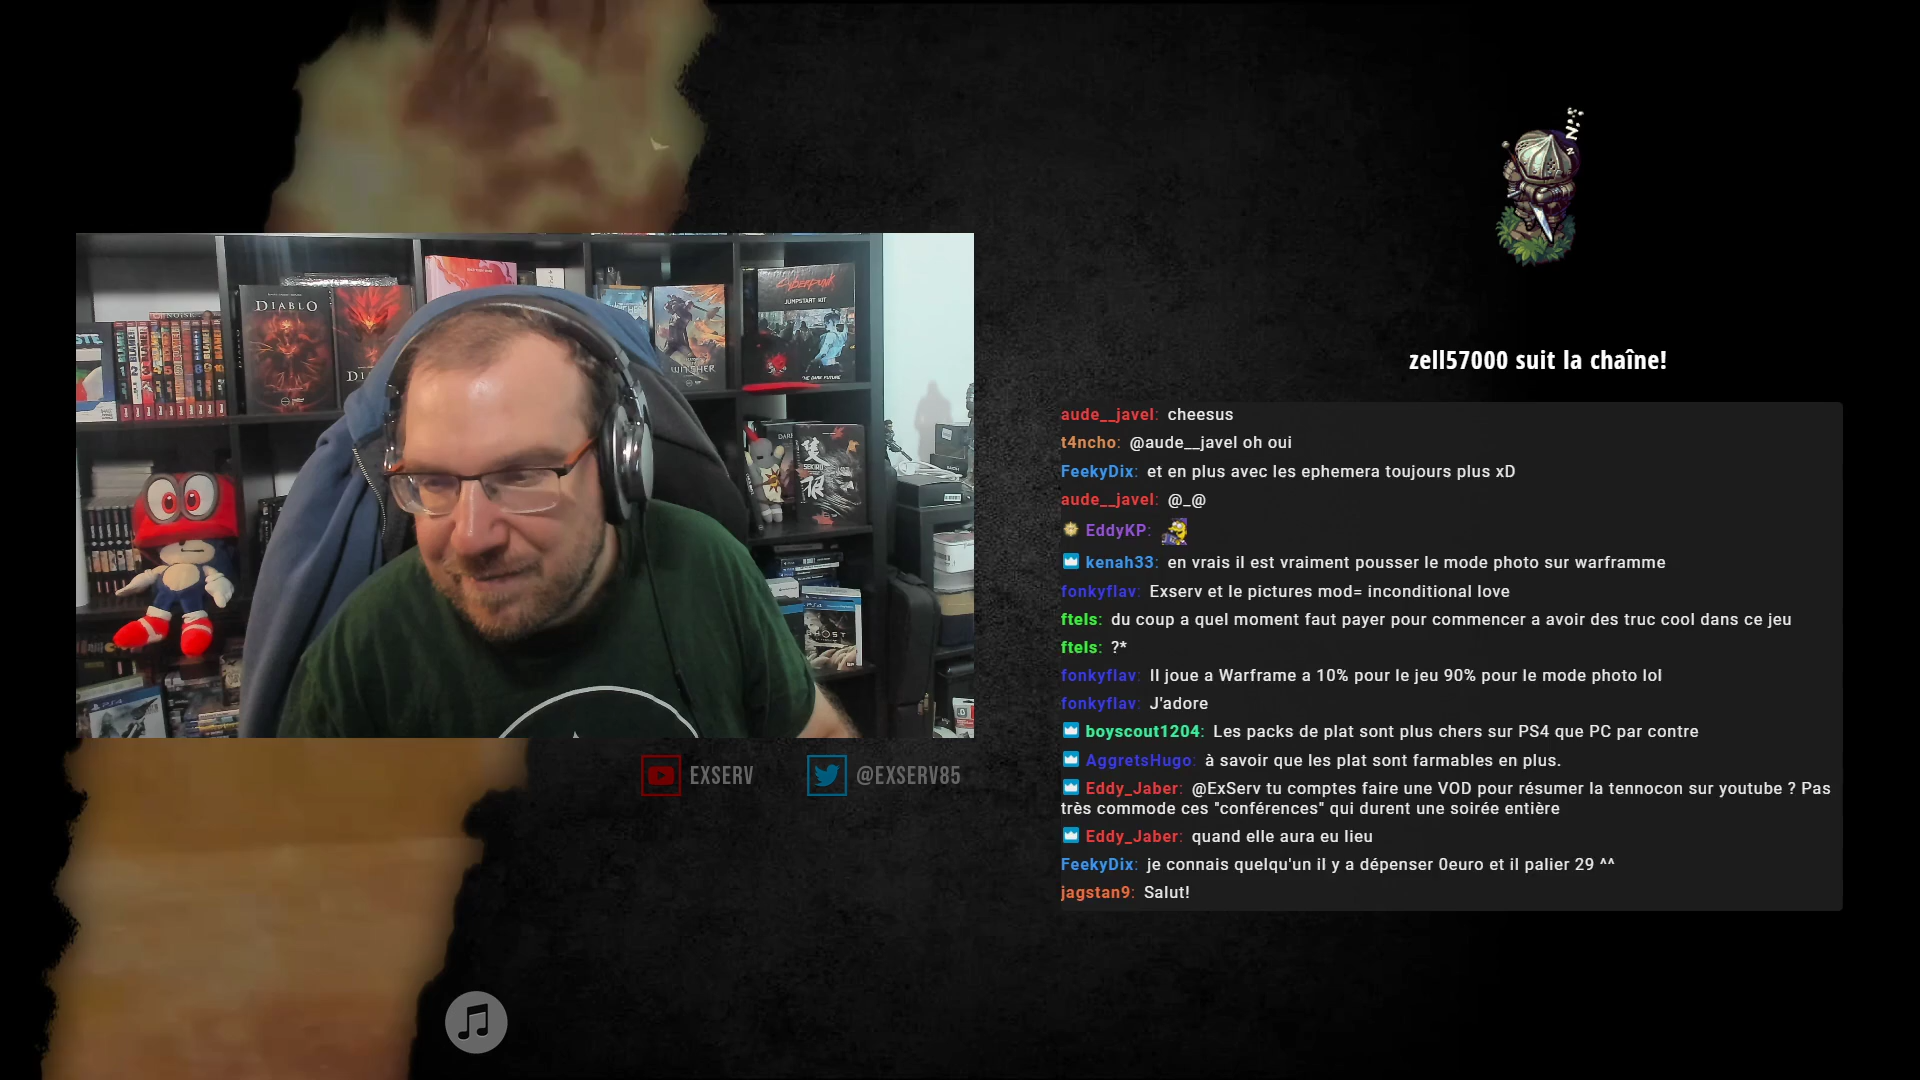 zell57000 suit la chaîne!
DIABLO
CYBERPUNK
JUMPSTART KIT
WITCHER
PS4
GHOST
PS4
aude__javel: cheesus
t4ncho: @aude__javel oh oui
FeekyDix: et en plus avec les ephemera toujours plus xD
aude__javel: @_@
EddyKP:
kenah33: en vrais il est vraiment pousser le mode photo sur warframme
fonkyflav: Exserv et le pictures mod= inconditional love
ftels: du coup a quel moment faut payer pour commencer a avoir des truc cool dans ce jeu
ftels: ?*
fonkyflav: Il joue a Warframe a 10% pour le jeu 90% pour le mode photo lol
fonkyflav: J'adore
boyscout1204: Les packs de plat sont plus chers sur PS4 que PC par contre
AggretsHugo: à savoir que les plat sont farmables en plus.
Eddy_Jaber: @ExServ tu comptes faire une VOD pour résumer la tennocon sur youtube ? Pas
très commode ces "conférences" qui durent une soirée entière
Eddy_Jaber: quand elle aura eu lieu
FeekyDix: je connais quelqu'un il y a dépenser 0euro et il palier 29 ^^
jagstan9: Salut!
EXSERV
@EXSERV85